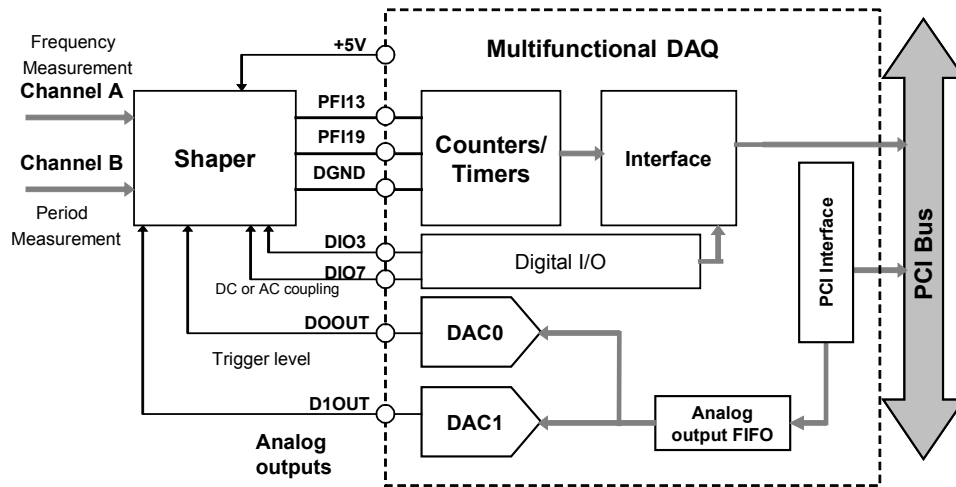 Frequency
Measurement
Channel A
Channel B
Period
Measurement
Shaper
+5V
PFI13
PFI19
DGND
DIO3
DIO7
DC or AC coupling
DOOUT
Trigger level
D1OUT
Analog
outputs
Multifunctional DAQ
Counters/
Timers
Interface
Digital I/O
DAC0
DAC1
Analog
output FIFO
PCI Interface
PCI Bus